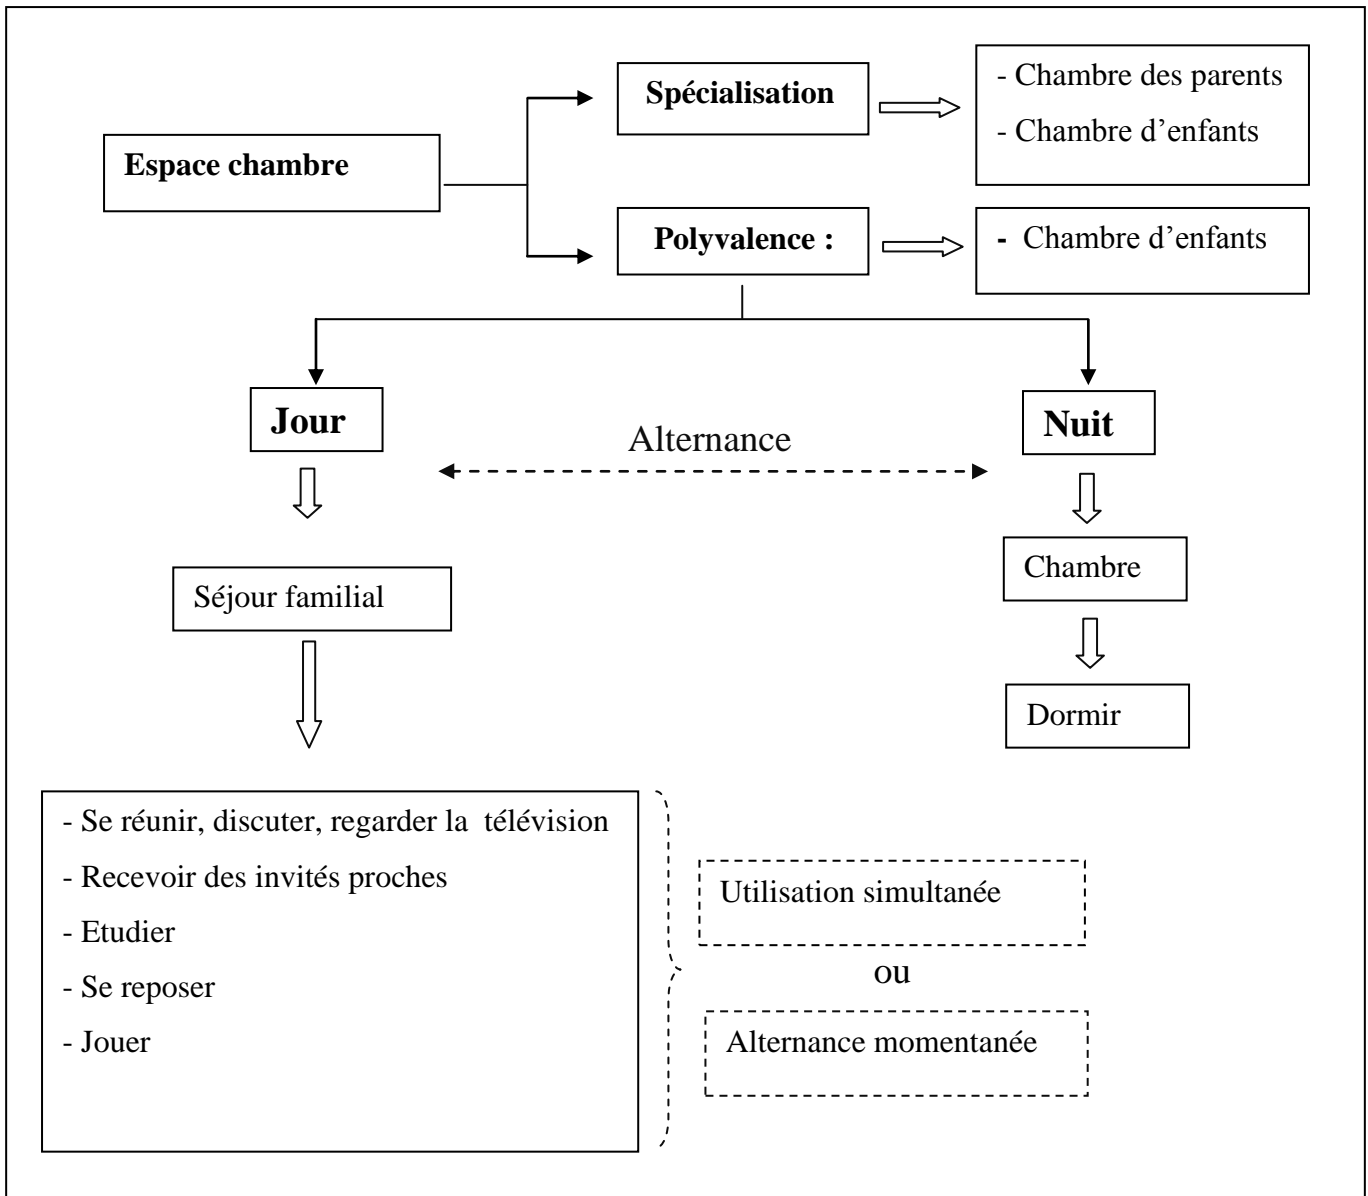 Spécialisation
- Chambre des parents
- Chambre d’enfants
Espace chambre
Polyvalence :
- Chambre d’enfants
Jour
Alternance
Nuit
Séjour familial
Chambre
Dormir
- Se réunir, discuter, regarder la télévision
- Recevoir des invités proches
- Etudier
- Se reposer
- Jouer
Utilisation simultanée
ou
Alternance momentanée